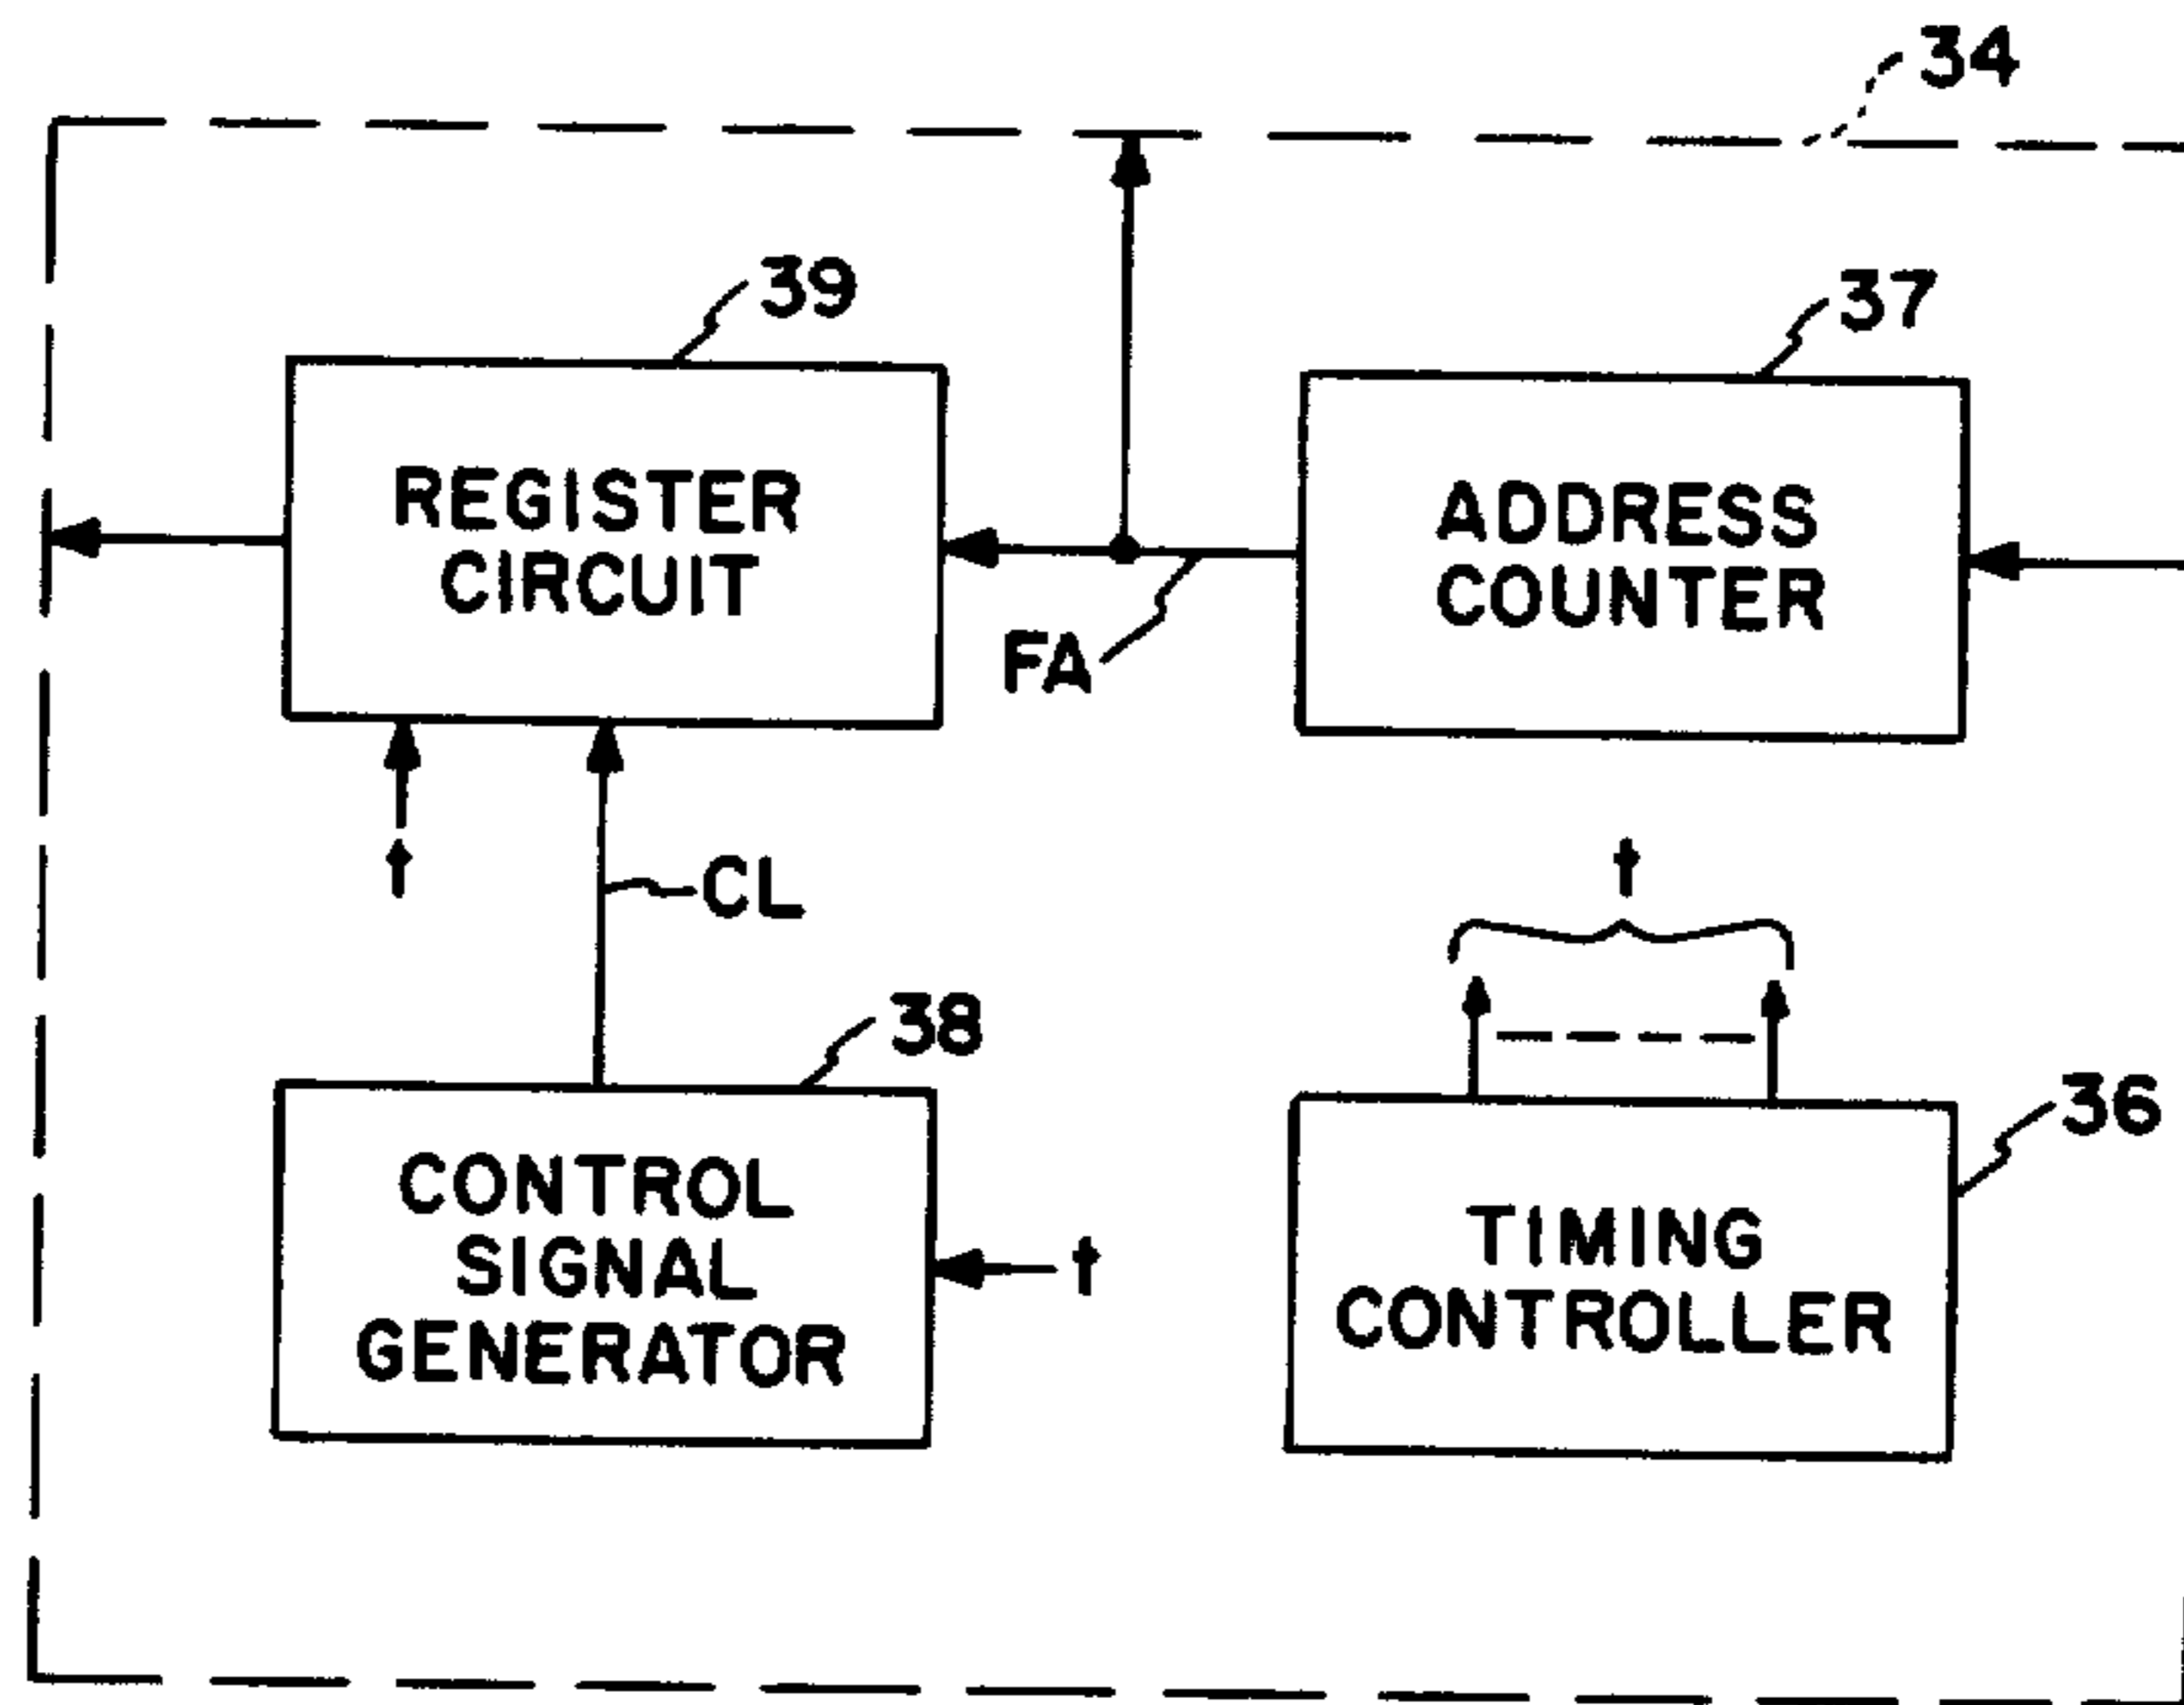 34
39
37
REGISTER
CIRCUIT
ADDRESS
COUNTER
FA
t
CL
t
38
36
CONTROL
SIGNAL
GENERATOR
t
TIMING
CONTROLLER